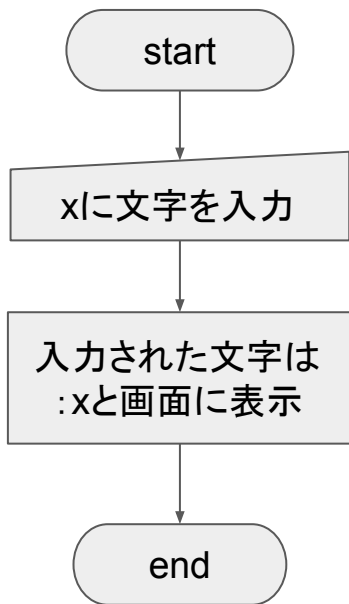 start
xに文字を入力
入力された文字は
：xと画面に表示
end